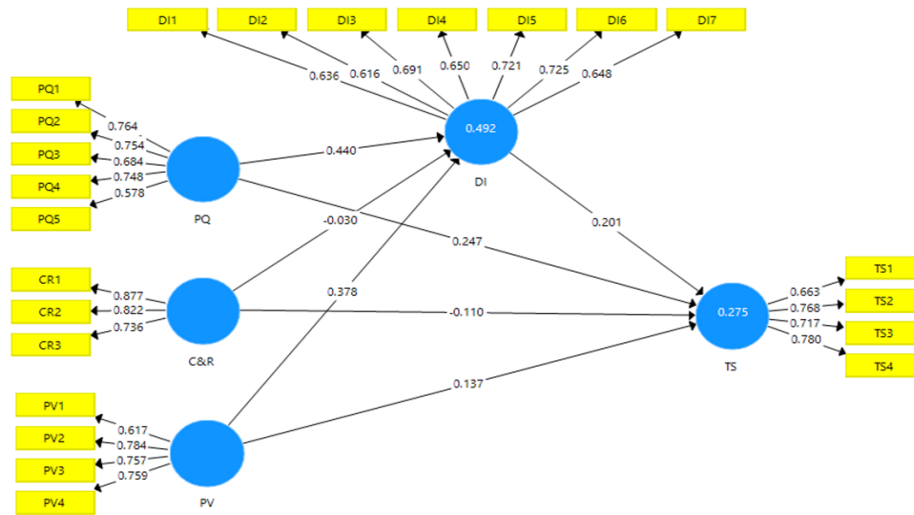 DI1 DI2 DI3 DI4 DI5 DI6 DI7
0.636 0.616 0.691 0.650 0.721 0.725 0.648
PQ1
PQ2
PQ3
PQ4
PQ5
0.764
0.754
0.684
0.748
0.578
PQ
0.492
DI
0.440
-0.030
0.378
0.247
0.201
-0.110
0.137
CR1
CR2
CR3
0.877
0.822
0.736
C&R
0.275
TS
TS1
TS2
TS3
TS4
0.663
0.768
0.717
0.780
PV1
PV2
PV3
PV4
0.617
0.784
0.757
0.759
PV